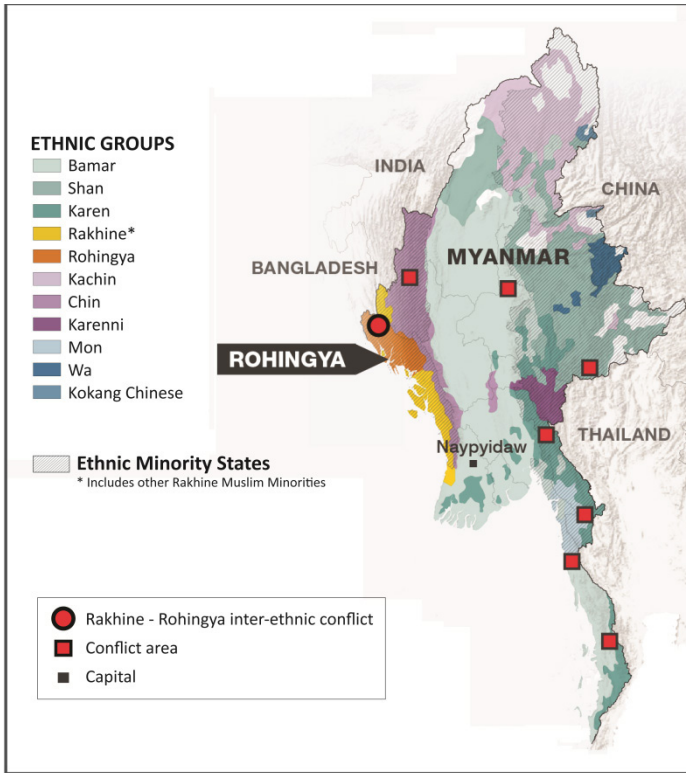 ETHNIC GROUPS
Bamar
Shan
Karen
Rakhine*
Rohingya
Kachin
Chin
Karenni
Mon
Wa
Kokang Chinese
Ethnic Minority States
* Includes other Rakhine Muslim Minorities
INDIA
CHINA
BANGLADESH
MYANMAR
ROHINGYA
THAILAND
Naypyidaw
Rakhine - Rohingya inter-ethnic conflict
Conflict area
Capital